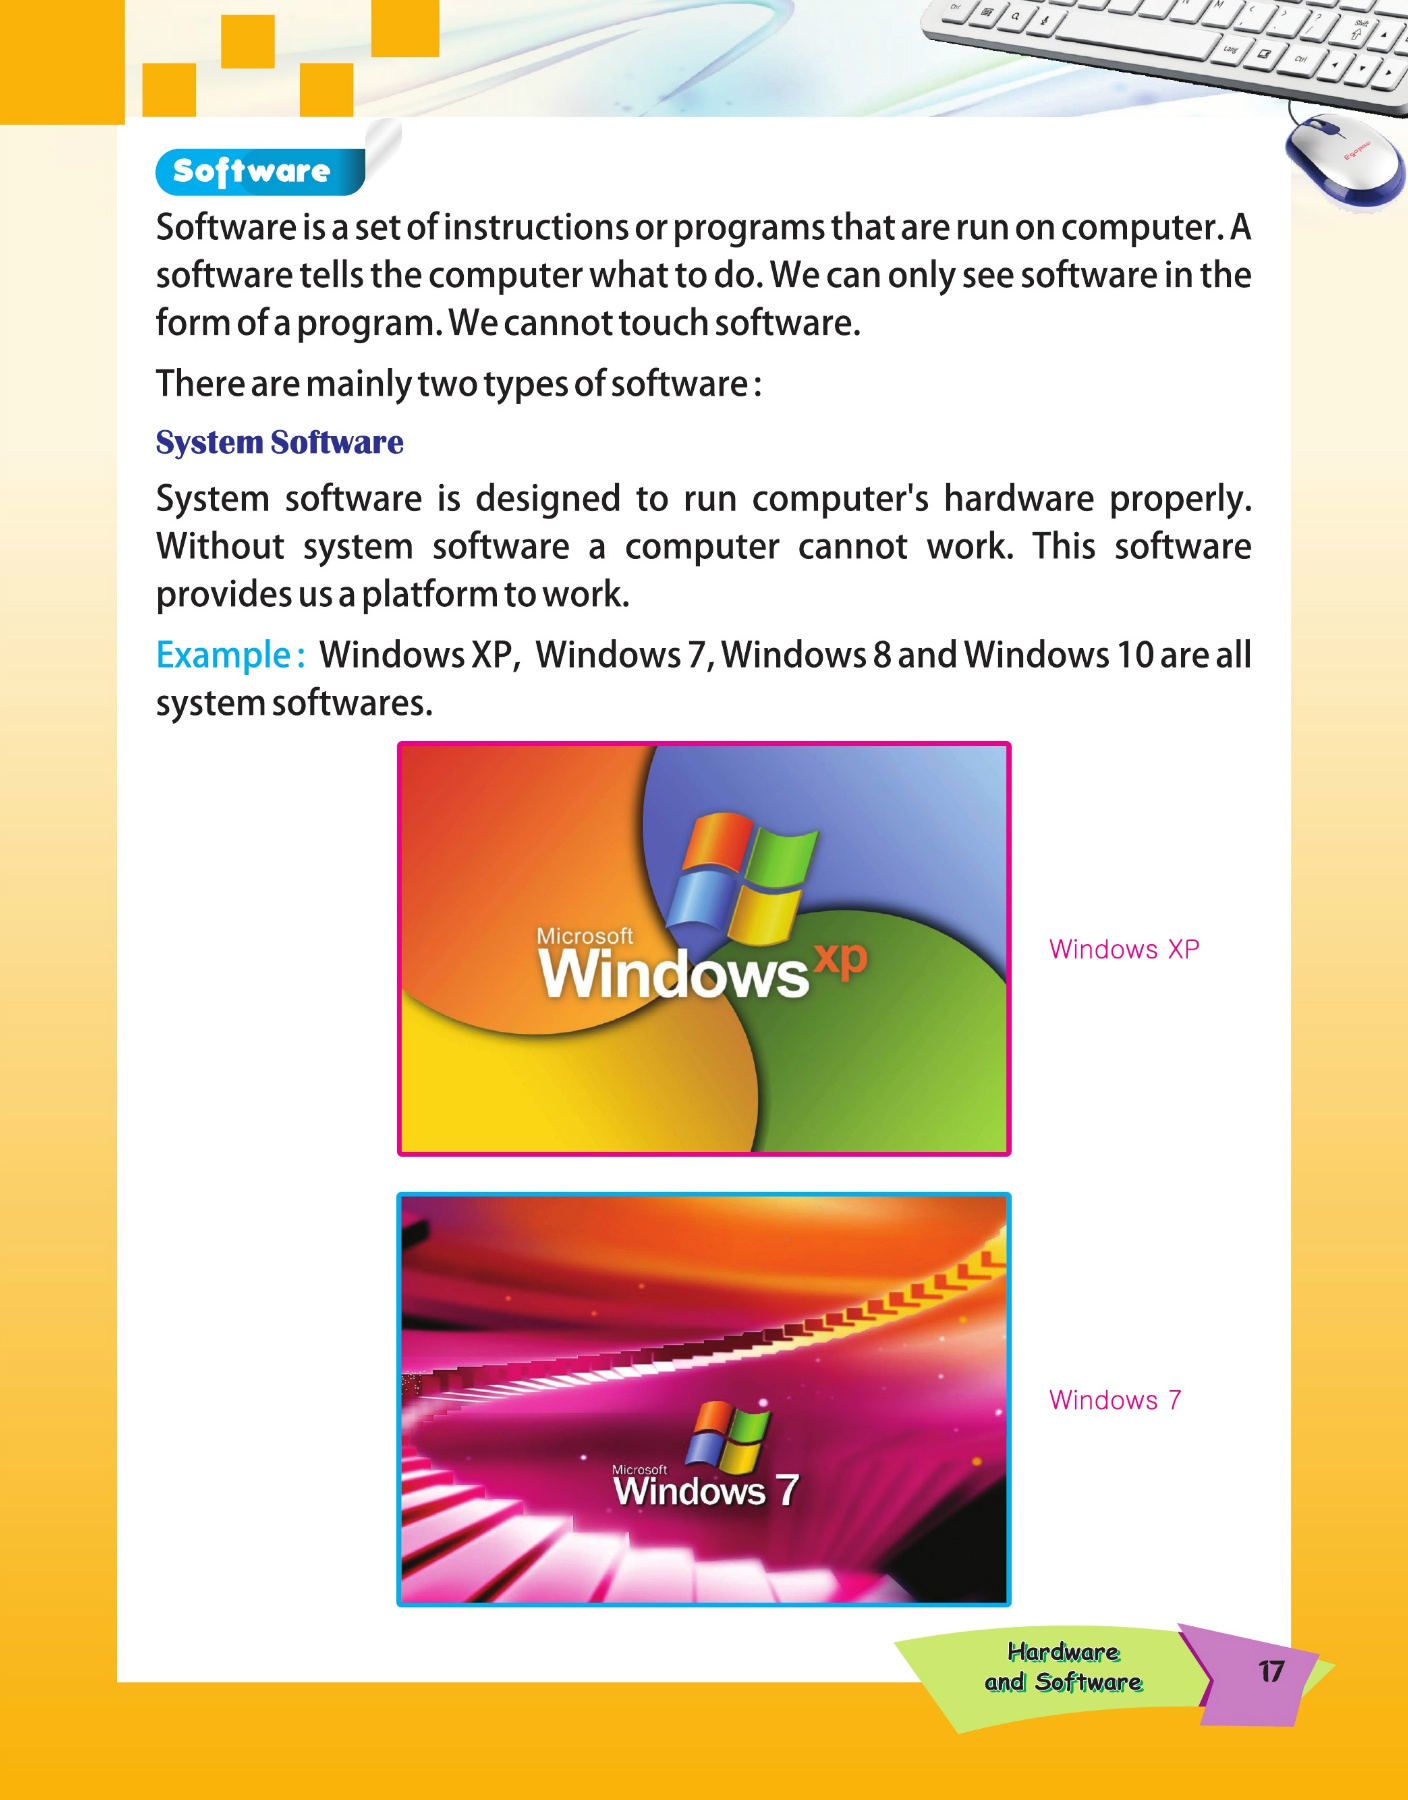 Software
Software is a set of instructions or programs that are run on computer. A
software tells the computer what to do. We can only see software in the
form of a program. We cannot touch software.
There are mainly two types of software :
System Software
System software is designed to run computer's hardware properly.
Without system software a computer cannot work. This software
provides us a platform to work.
Example : Windows XP, Windows 7, Windows 8 and Windows 10 are all
system softwares.
Microsoft
Windows xp
Windows XP
Microsoft
Windows 7
Windows 7
Hardware
and Software
17